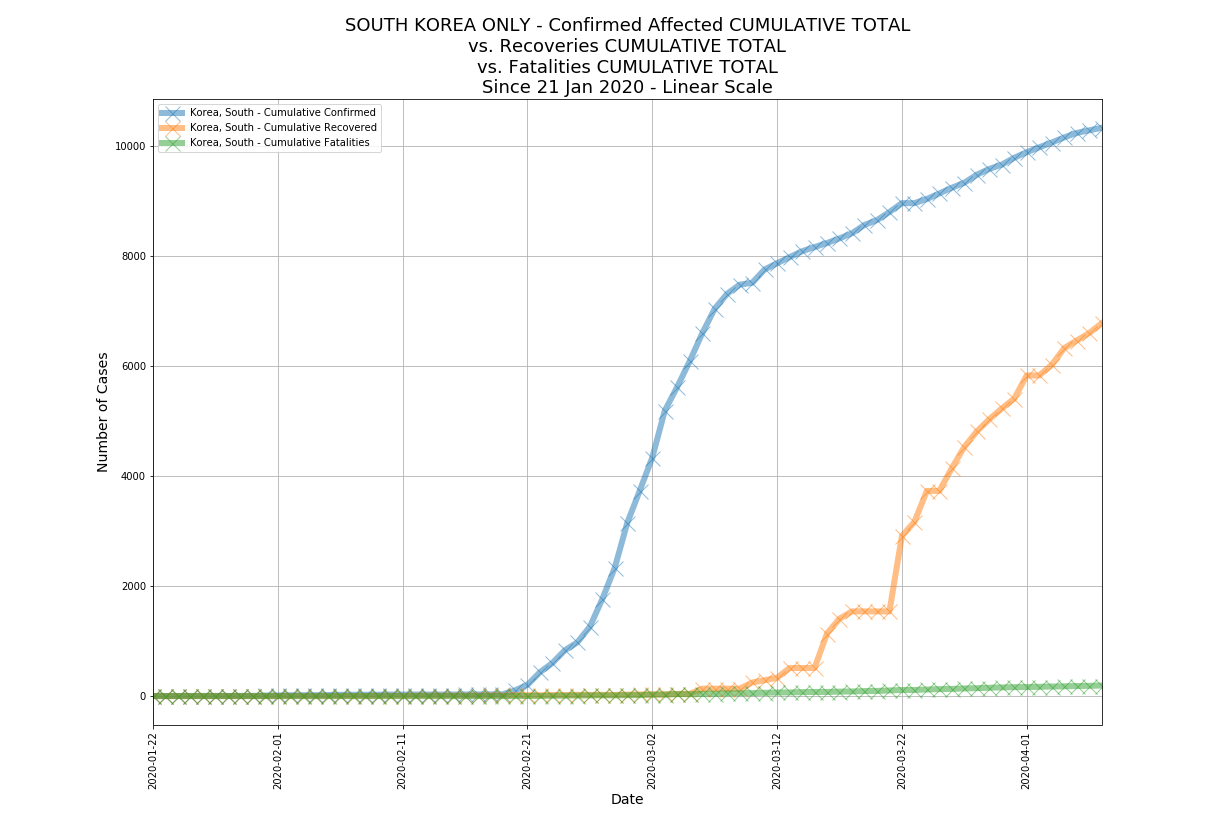 SOUTH KOREA ONLY - Confirmed Affected CUMULATIVE TOTAL
vs. Recoveries CUMULATIVE TOTAL
vs. Fatalities CUMULATIVE TOTAL
Since 21 Jan 2020 - Linear Scale
Korea, South - Cumulative Confirmed
Korea, South - Cumulative Recovered
Korea, South - Cumulative Fatalities
Number of Cases
10000
8000
6000
4000
2000
0
2020-01-22
2020-02-01
2020-02-11
2020-02-21
2020-03-02
2020-03-12
2020-03-22
2020-04-01
Date